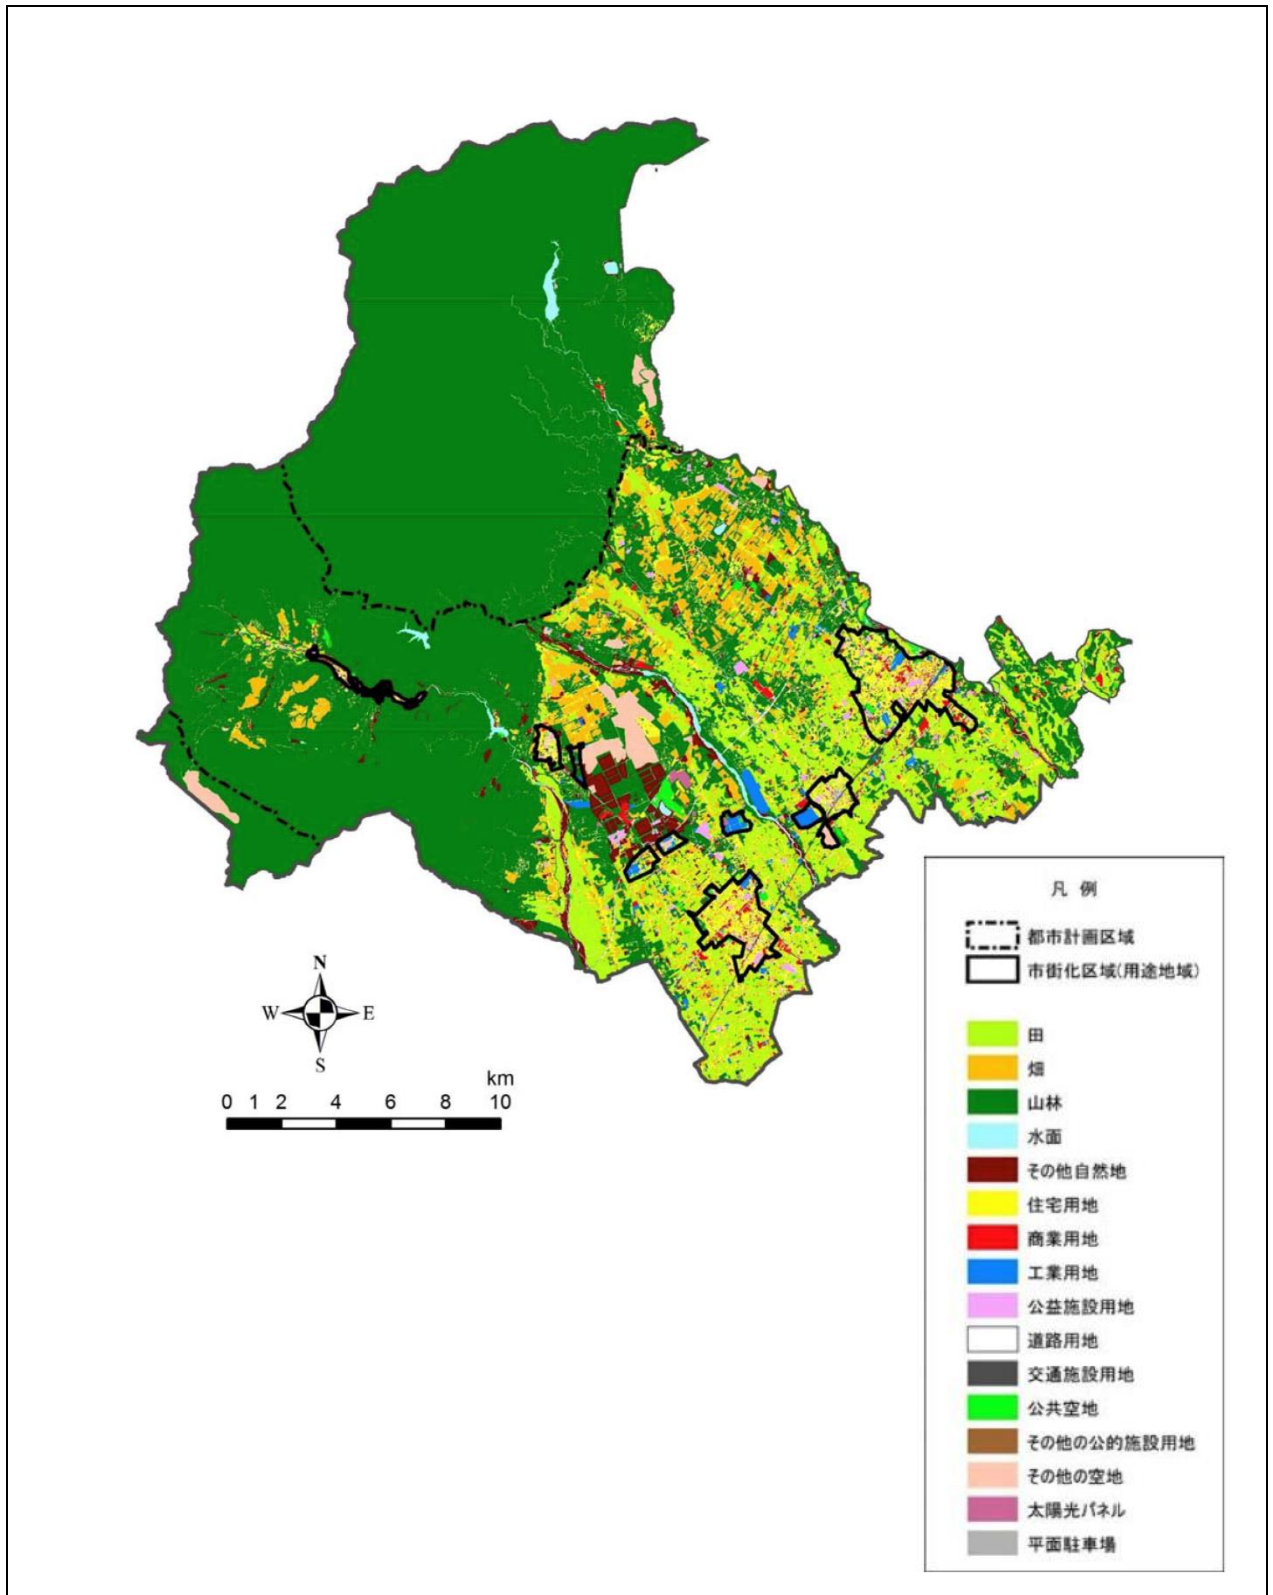 N
W E
S
km
0 1 2 4 6 8 10
凡 例
都市計画区域
市街化区域(用途地域)
田
畑
山林
水面
その他自然地
住宅用地
商業用地
工業用地
公益施設用地
道路用地
交通施設用地
公共空地
その他の公的施設用地
その他の空地
太陽光パネル
平面駐車場